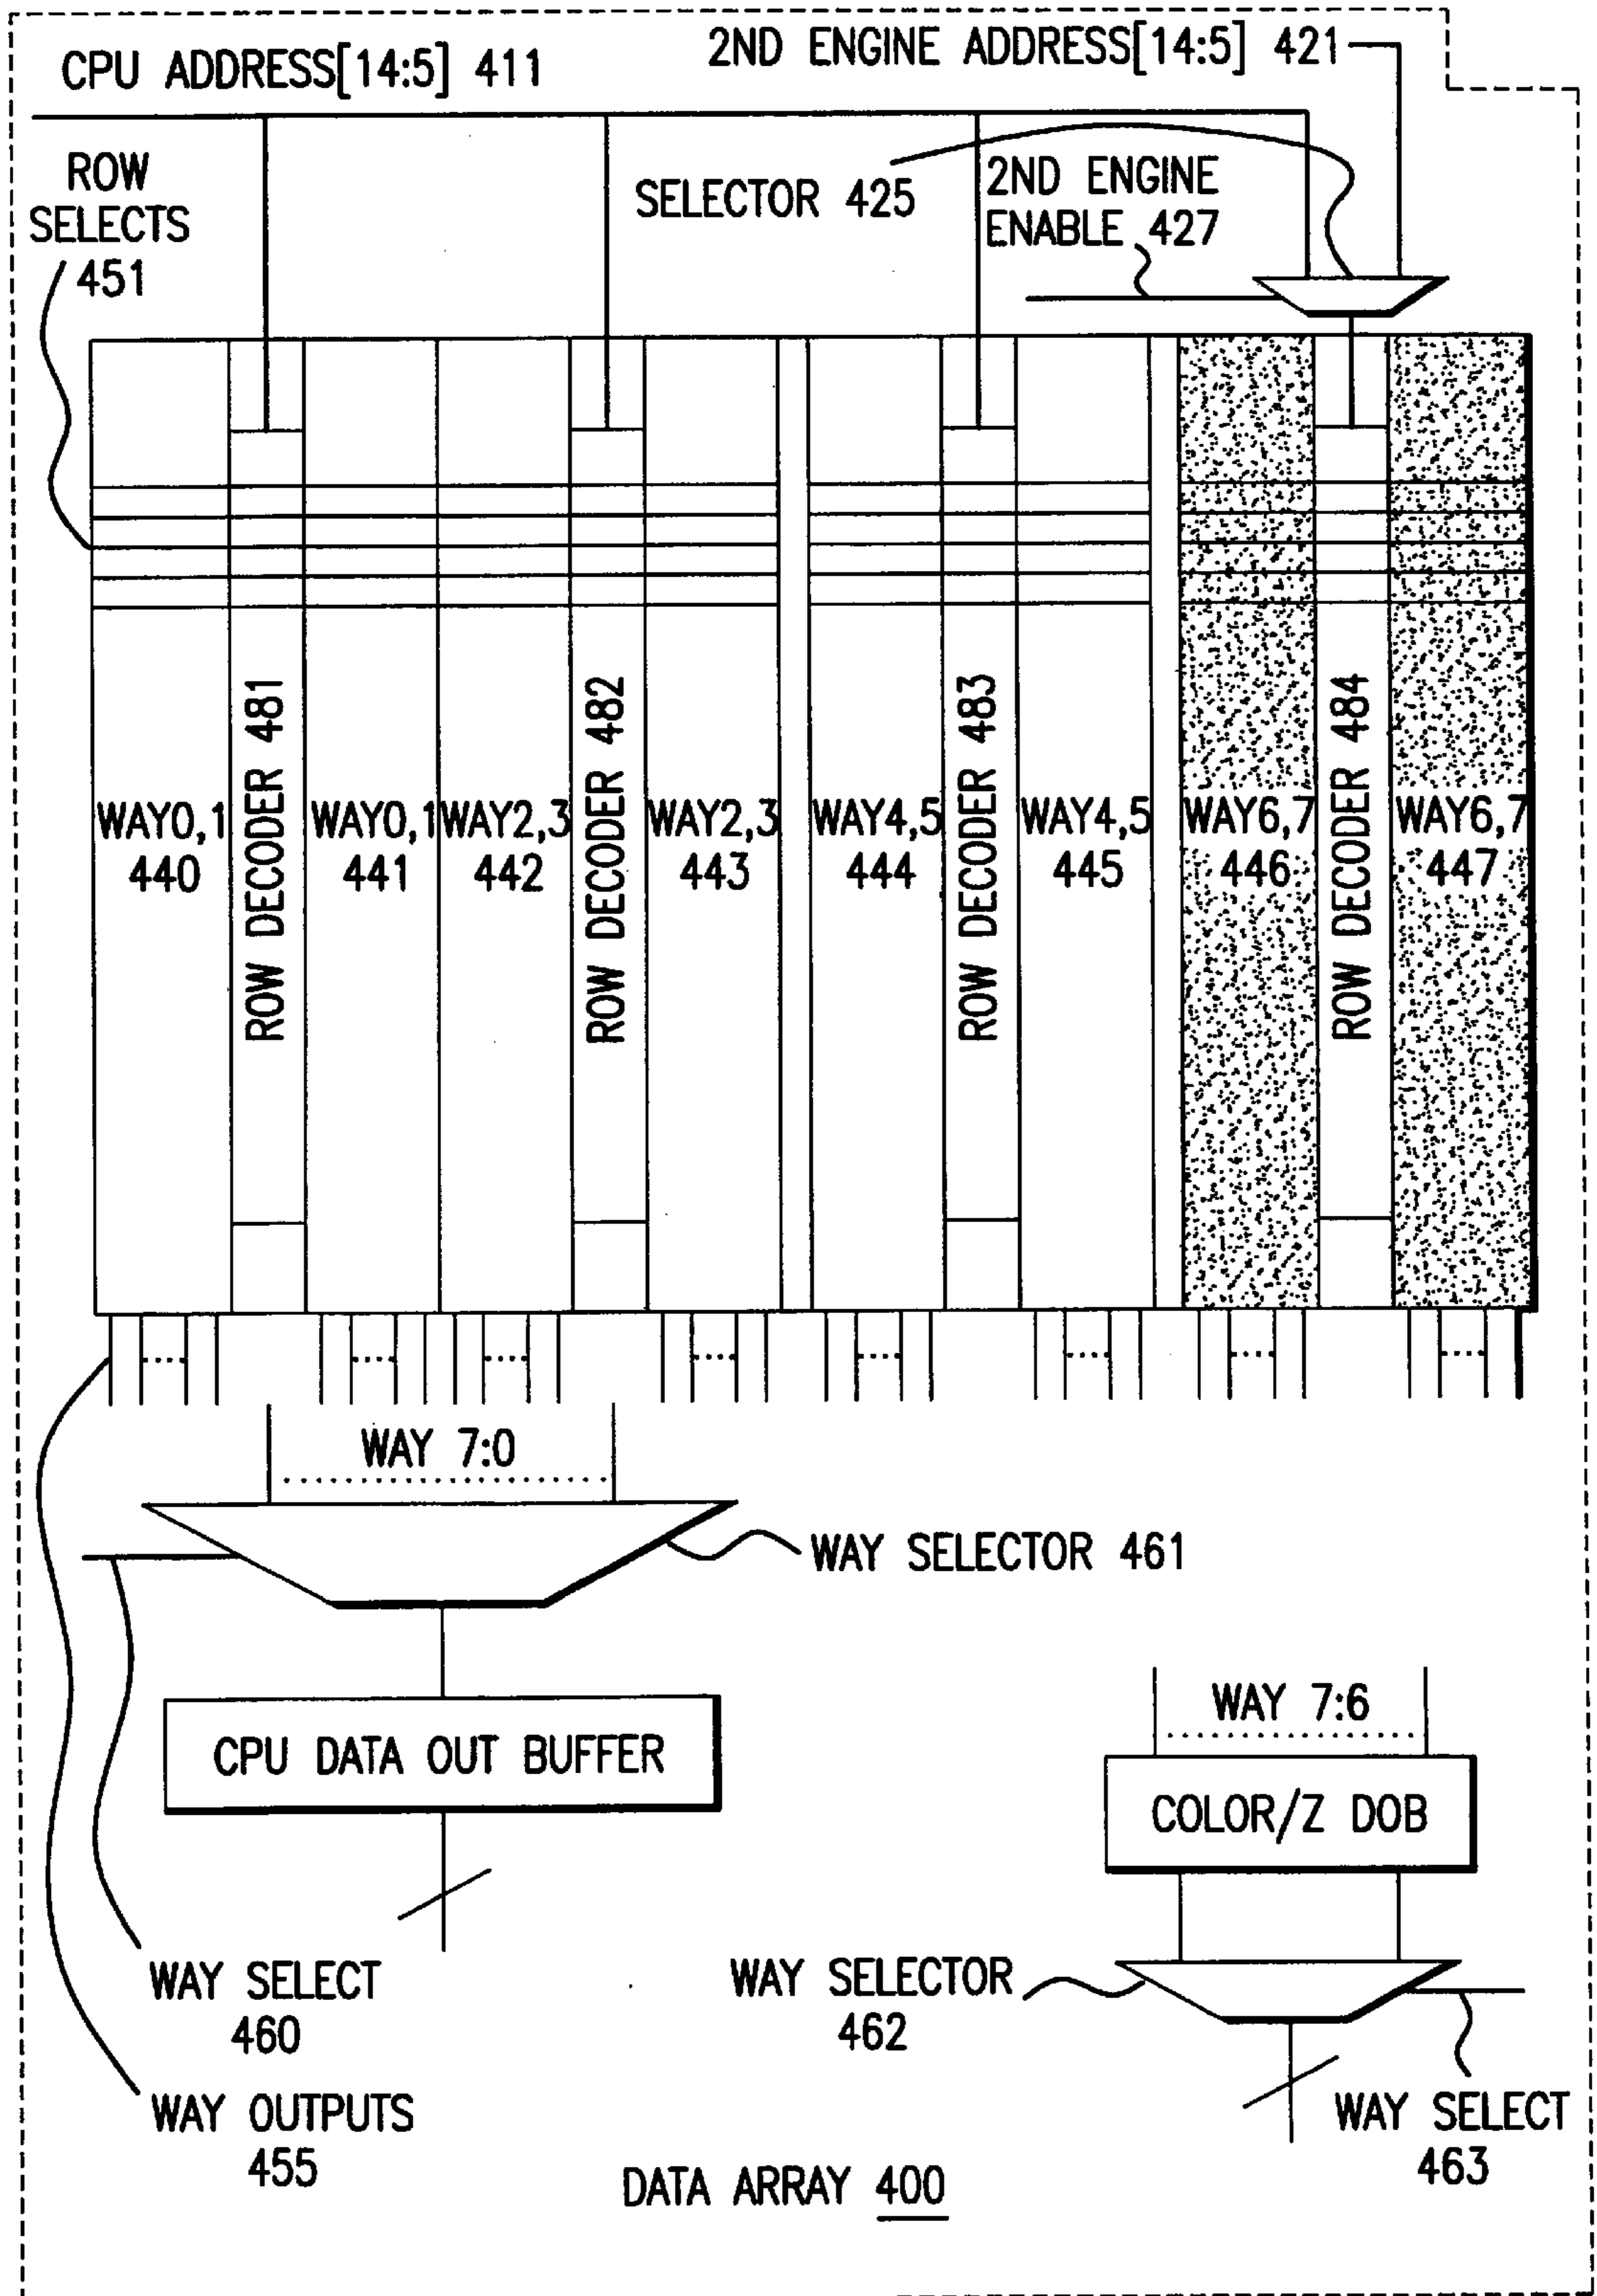 CPU ADDRESS[14:5] 411
2ND ENGINE ADDRESS[14:5] 421
ROW
SELECTS
451
SELECTOR 425
2ND ENGINE
ENABLE 427
WAY0,1
440
ROW DECODER 481
WAY0,1
441
WAY2,3
442
ROW DECODER 482
WAY2,3
443
WAY4,5
444
ROW DECODER 483
WAY4,5
445
WAY6,7
446
ROW DECODER 484
WAY6,7
447
WAY 7:0
WAY SELECTOR 461
CPU DATA OUT BUFFER
WAY 7:6
COLOR/Z DOB
WAY SELECT
460
WAY SELECTOR
462
WAY OUTPUTS
455
WAY SELECT
463
DATA ARRAY 400